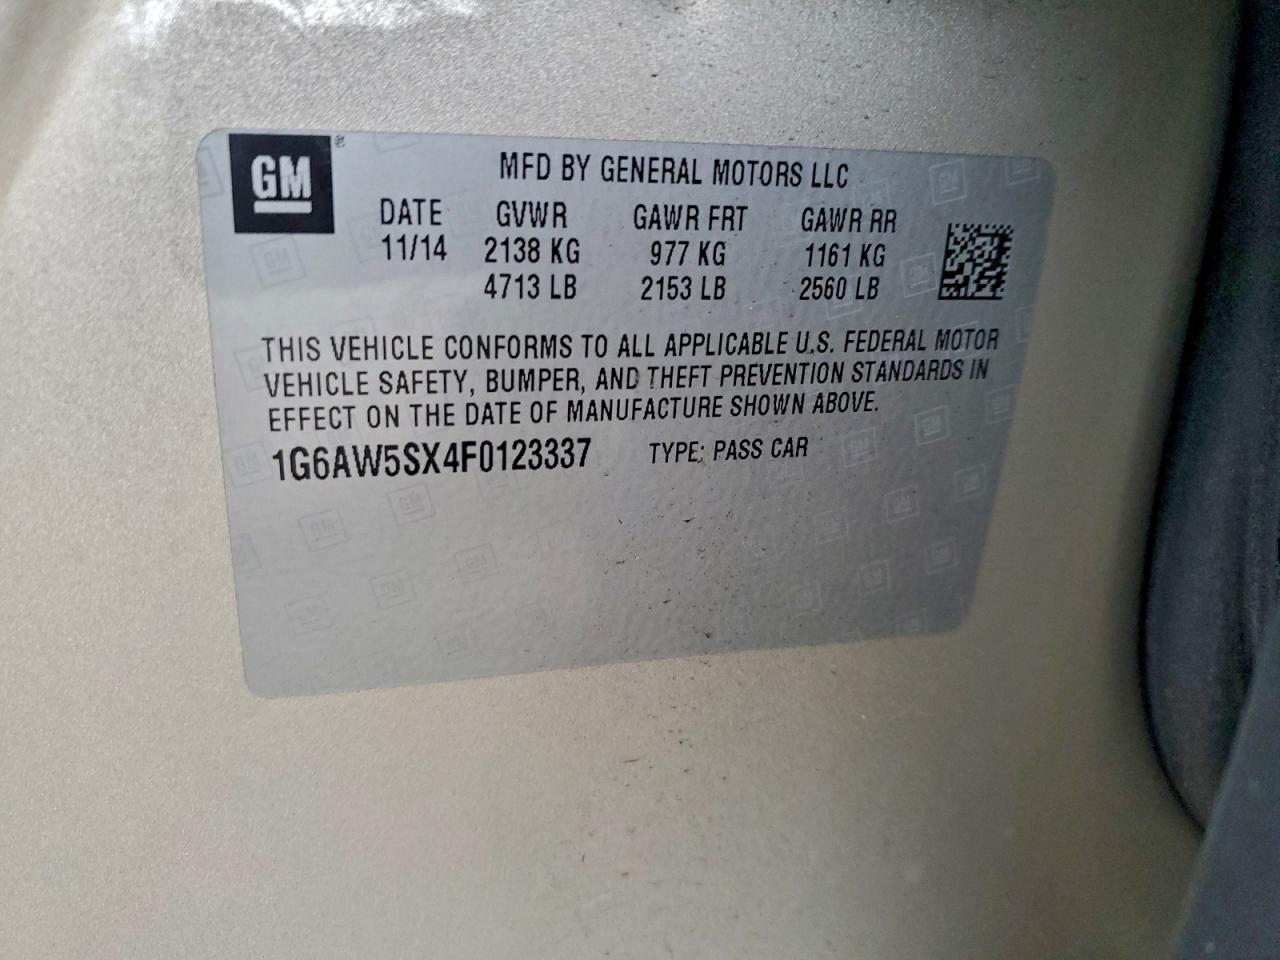 GM ®
MFD BY GENERAL MOTORS LLC
DATE GVWR GAWR FRT GAWR RR
11/14 2138 KG 977 KG 1161 KG
4713 LB 2153 LB 2560 LB
THIS VEHICLE CONFORMS TO ALL APPLICABLE U.S. FEDERAL MOTOR
VEHICLE SAFETY, BUMPER, AND THEFT PREVENTION STANDARDS IN
EFFECT ON THE DATE OF MANUFACTURE SHOWN ABOVE.
1G6AW5SX4F0123337 TYPE: PASS CAR